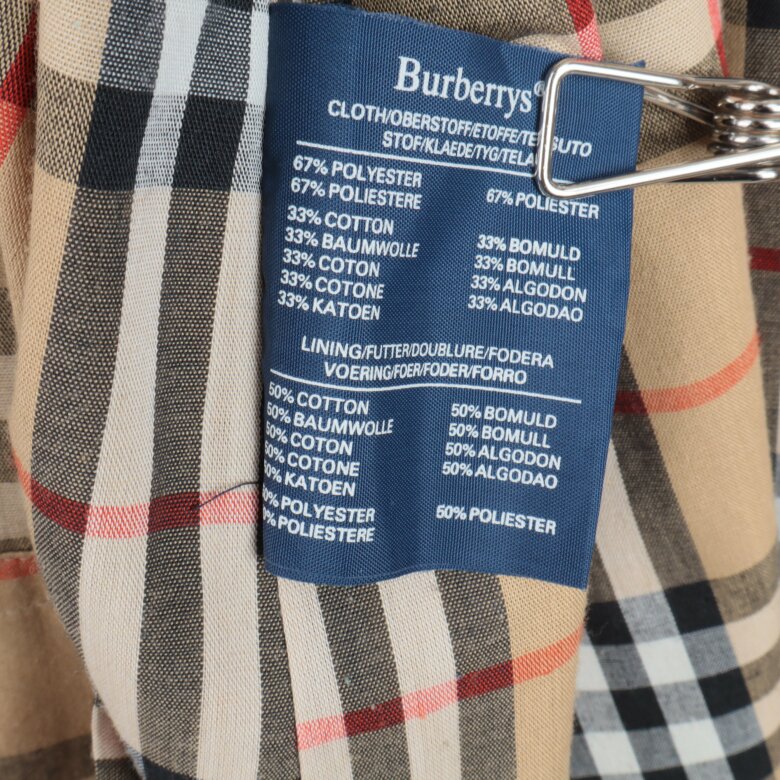 Burberrys®
CLOTH/OBERSTOFF/ETOFFE/TESSUTO
STOF/KLAEDE/TYG/TELA
67% POLYESTER
67% POLIESTERE
67% POLIESTER
33% COTTON
33% BAUMWOLLE
33% COTON
33% COTONE
33% KATOEN
33% BOMULD
33% BOMULL
33% ALGODON
33% ALGODAO
LINING/FUTTER/DOUBLURE/FODERA
VOERING/FOER/FODER/FORRO
50% COTTON
50% BAUMWOLLE
50% COTON
50% COTONE
50% KATOEN
50% BOMULD
50% BOMULL
50% ALGODON
50% ALGODAO
50% POLYESTER
50% POLIESTERE
50% POLIESTER